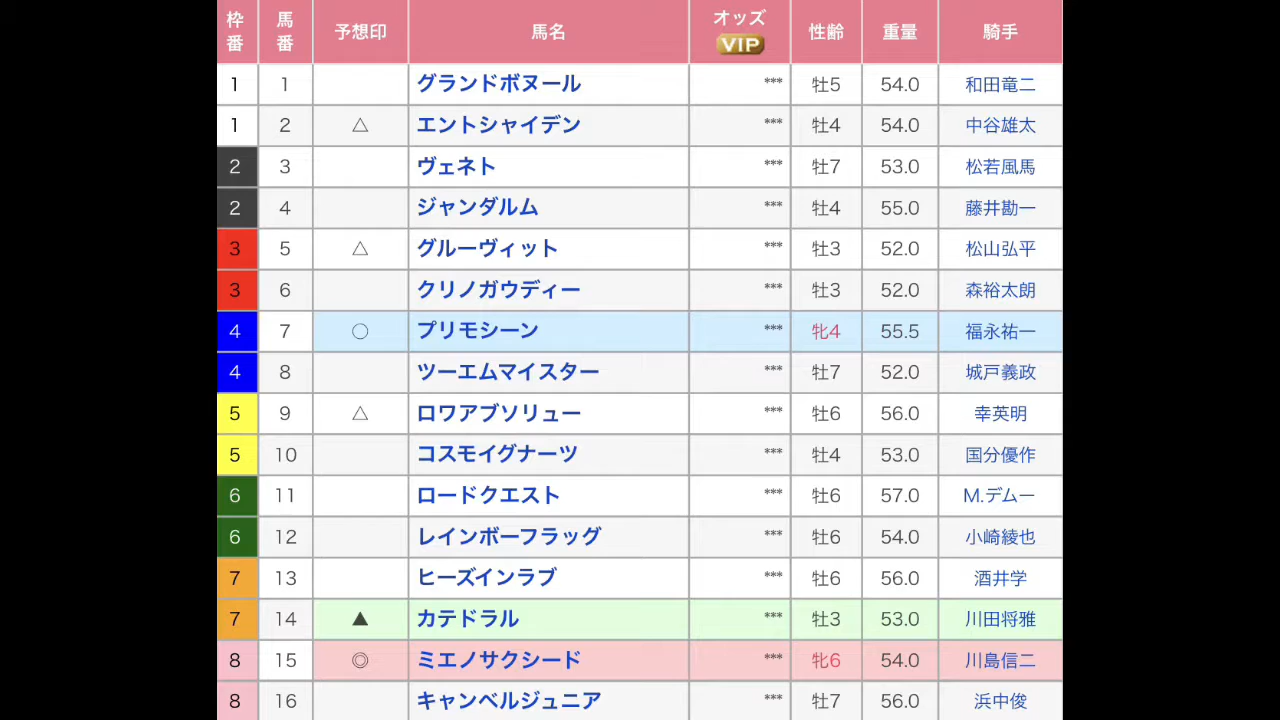 枠番 馬番 予想印 馬名 オッズ VIP 性齢 重量 騎手
1 1 グランドボヌール *** 牡5 54.0 和田竜二
1 2 △ エントシャイデン *** 牡4 54.0 中谷雄太
2 3 ヴェネト *** 牡7 53.0 松若風馬
2 4 ジャンダルム *** 牡4 55.0 藤井勘一
3 5 △ グルーヴィット *** 牡3 52.0 松山弘平
3 6 クリノガウディー *** 牡3 52.0 森裕太朗
4 7 ○ プリモシーン *** 牝4 55.5 福永祐一
4 8 ツーエムマイスター *** 牡7 52.0 城戸義政
5 9 △ ロワアブソリュー *** 牡6 56.0 幸英明
5 10 コスモイグナーツ *** 牡4 53.0 国分優作
6 11 ロードクエスト *** 牡6 57.0 M.デムー
6 12 レインボーフラッグ *** 牡6 54.0 小崎綾也
7 13 ヒーズインラブ *** 牡6 56.0 酒井学
7 14 ▲ カテドラル *** 牡3 53.0 川田将雅
8 15 ◎ ミエノサクシード *** 牝6 54.0 川島信二
8 16 キャンベルジュニア *** 牡7 56.0 浜中俊